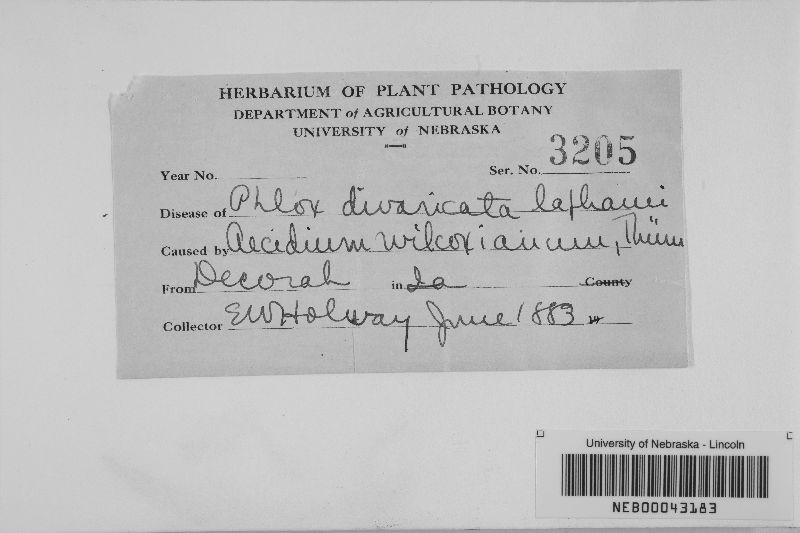 HERBARIUM OF PLANT PATHOLOGY
DEPARTMENT of AGRICULTURAL BOTANY
UNIVERSITY of NEBRASKA
Year No. Ser. No. 3205
Disease of Phlox divaricata laphamii
Caused by Aecidium wilcoxianum, Thüm
From Decorah in Ia County
Collector EWHolway June 1883
University of Nebraska - Lincoln
NEB00043183